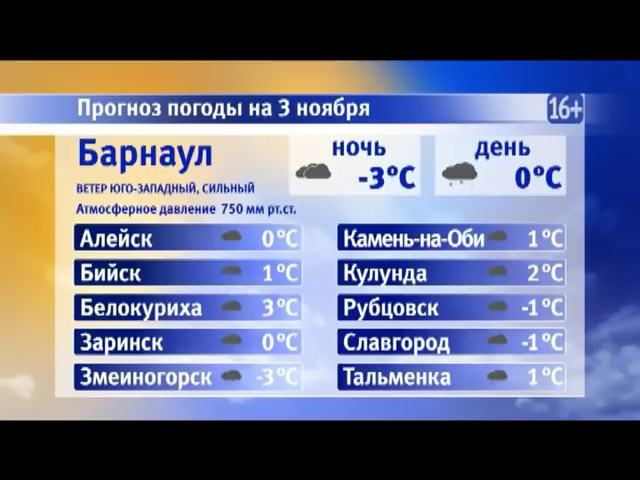 Прогноз погоды на 3 ноября 16+
Барнаул
ВЕТЕР ЮГО-ЗАПАДНЫЙ, СИЛЬНЫЙ
Атмосферное давление 750 мм рт.ст.
ночь
-3°C
день
0°C
Алейск 0°C
Бийск 1°C
Белокуриха 3°C
Заринск 0°C
Змеиногорск -3°C
Камень-на-Оби 1°C
Кулунда 2°C
Рубцовск -1°C
Славгород -1°C
Тальменка 1°C